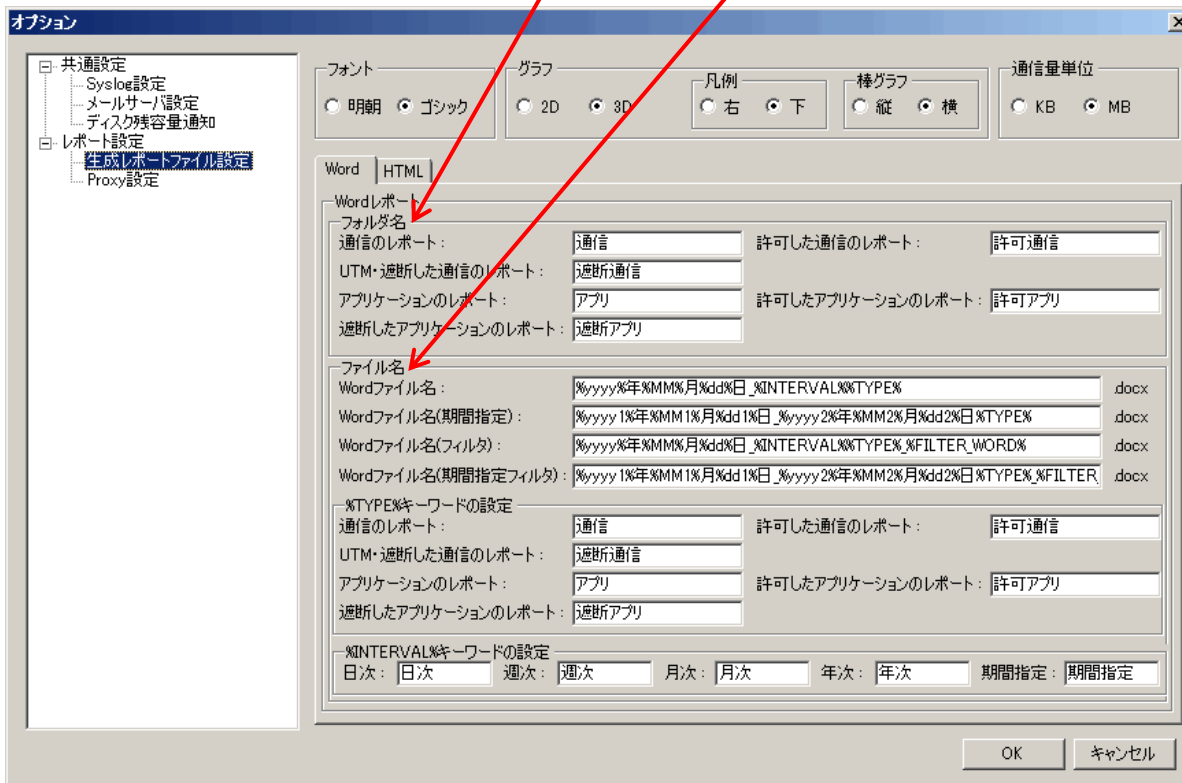 オプション
共通設定
Syslog設定
メールサーバ設定
ディスク残容量通知
レポート設定
生成レポートファイル設定
Proxy設定
フォント
明朝 ゴシック
グラフ
2D 3D
凡例
右 下
棒グラフ
縦 横
通信量単位
KB MB
Word HTML
Wordレポート
フォルダ名
通信のレポート： 通信 許可した通信のレポート： 許可通信
UTM・遮断した通信のレポート： 遮断通信
アプリケーションのレポート： アプリ 許可したアプリケーションのレポート： 許可アプリ
遮断したアプリケーションのレポート： 遮断アプリ
ファイル名
Wordファイル名： %yyyy%年%MM%月%dd%日_%INTERVAL%%TYPE% .docx
Wordファイル名(期間指定)： %yyyy1%年%MM1%月%dd1%日_%yyyy2%年%MM2%月%dd2%日%TYPE% .docx
Wordファイル名(フィルタ)： %yyyy%年%MM%月%dd%日_%INTERVAL%%TYPE%_%FILTER_WORD% .docx
Wordファイル名(期間指定フィルタ)： %yyyy1%年%MM1%月%dd1%日_%yyyy2%年%MM2%月%dd2%日%TYPE%_%FILTER_ .docx
%TYPE%キーワードの設定
通信のレポート： 通信 許可した通信のレポート： 許可通信
UTM・遮断した通信のレポート： 遮断通信
アプリケーションのレポート： アプリ 許可したアプリケーションのレポート： 許可アプリ
遮断したアプリケーションのレポート： 遮断アプリ
%INTERVAL%キーワードの設定
日次： 日次 週次： 週次 月次： 月次 年次： 年次 期間指定： 期間指定
OK キャンセル